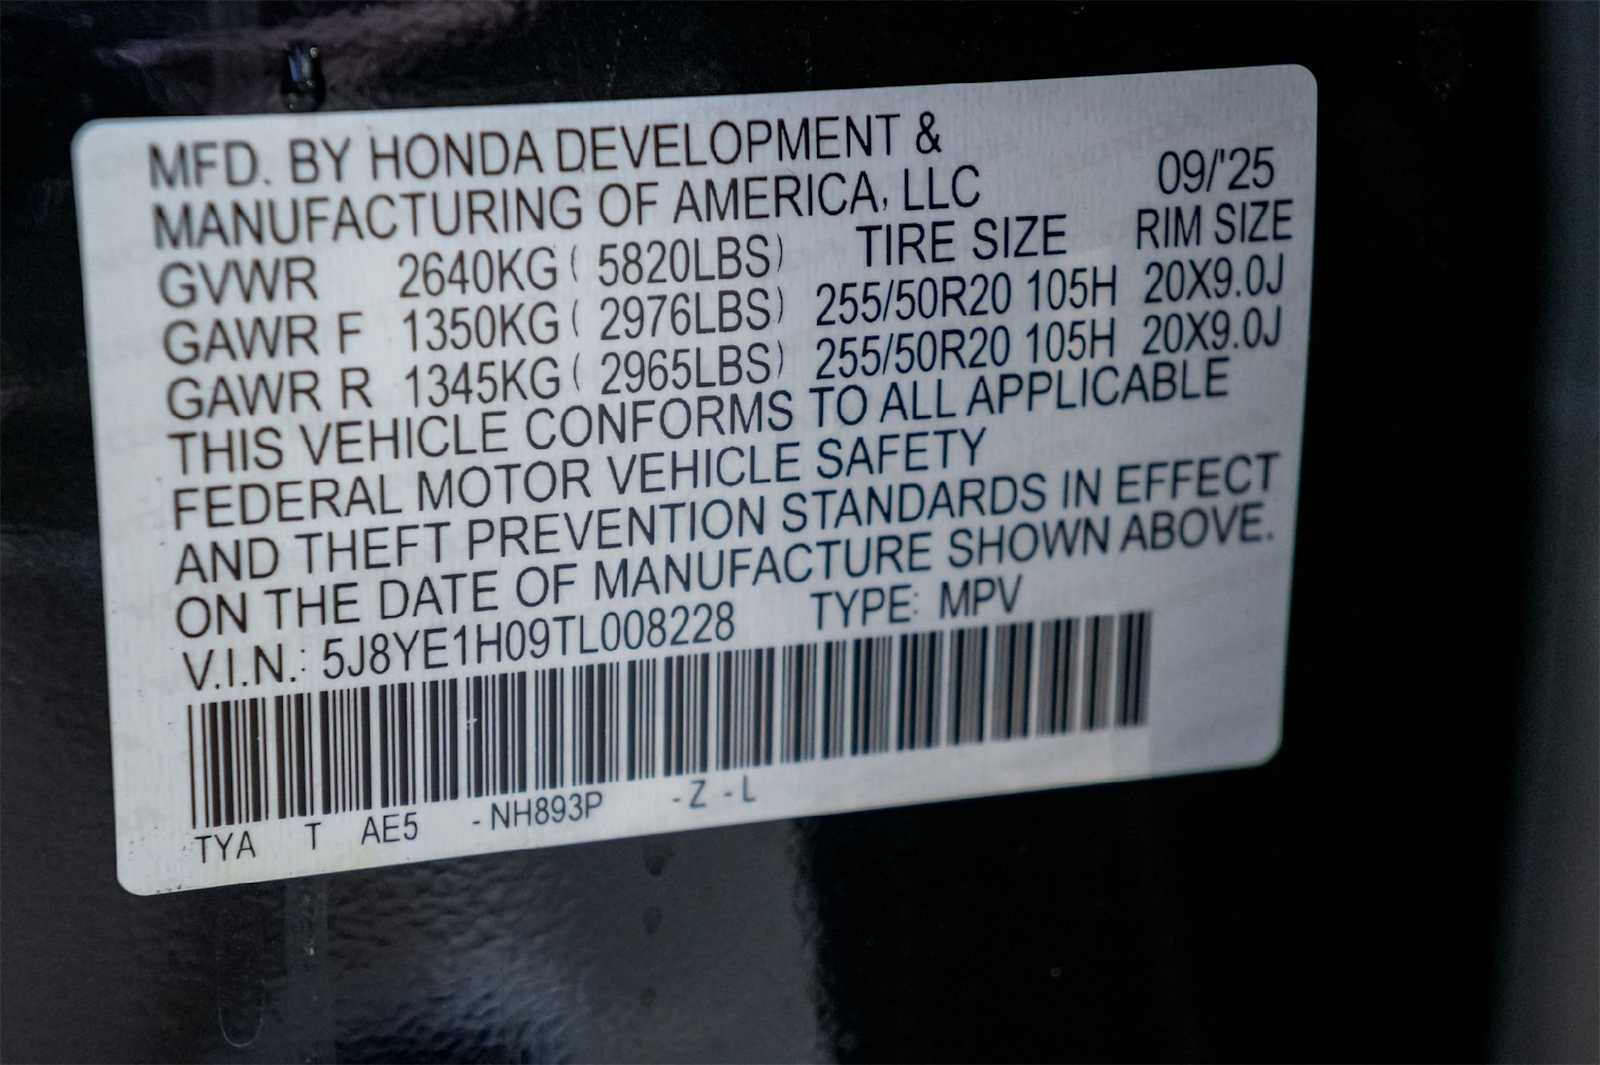 MFD. BY HONDA DEVELOPMENT &
MANUFACTURING OF AMERICA, LLC 09/'25
GVWR 2640KG ( 5820LBS) TIRE SIZE RIM SIZE
GAWR F 1350KG ( 2976LBS) 255/50R20 105H 20X9.0J
GAWR R 1345KG ( 2965LBS) 255/50R20 105H 20X9.0J
THIS VEHICLE CONFORMS TO ALL APPLICABLE
FEDERAL MOTOR VEHICLE SAFETY
AND THEFT PREVENTION STANDARDS IN EFFECT
ON THE DATE OF MANUFACTURE SHOWN ABOVE.
V.I.N.: 5J8YE1H09TL008228 TYPE: MPV
TYA T AE5 - NH893P - Z - L